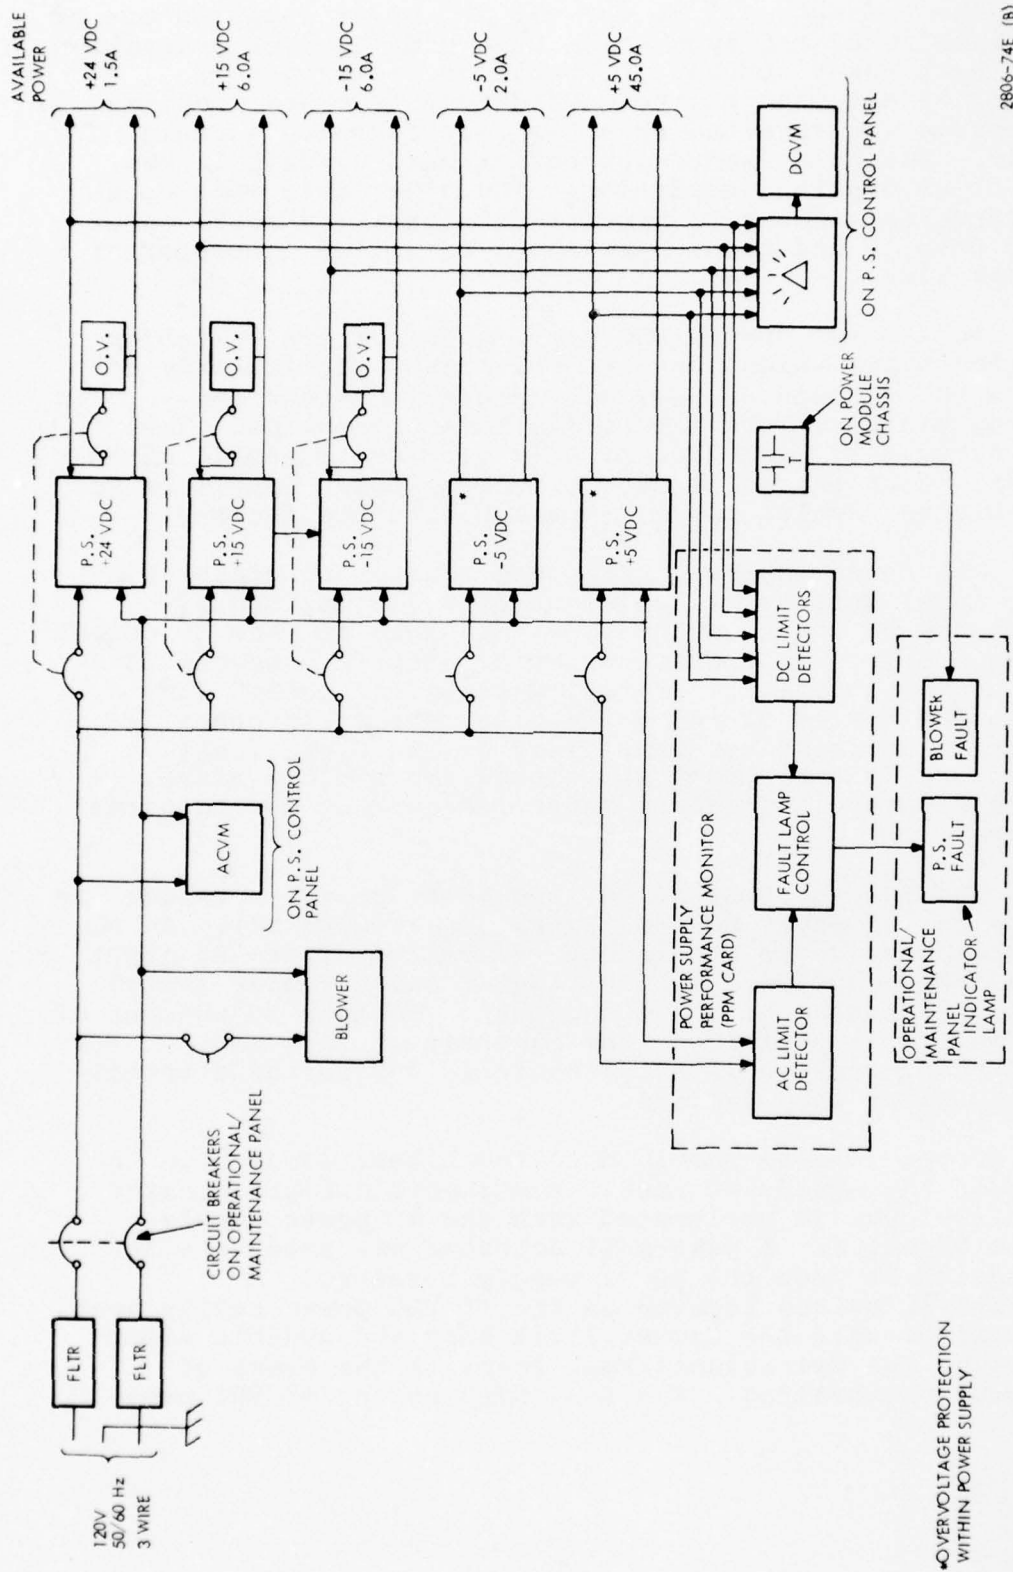 120V
50/60 Hz
3 WIRE
FLTR
FLTR
CIRCUIT BREAKERS
ON OPERATIONAL/
MAINTENANCE PANEL
BLOWER
ACVM
ON P.S. CONTROL
PANEL
P.S.
+24 VDC
P.S.
+15 VDC
P.S.
-15 VDC
*
P.S.
-5 VDC
*
P.S.
+5 VDC
O.V.
O.V.
O.V.
AVAILABLE
POWER
+24 VDC
1.5A
+15 VDC
6.0A
-15 VDC
6.0A
-5 VDC
2.0A
+5 VDC
45.0A
DCVM
ON P.S. CONTROL PANEL
T
ON POWER
MODULE
CHASSIS
POWER SUPPLY
PERFORMANCE MONITOR
(PPM CARD)
AC LIMIT
DETECTOR
FAULT LAMP
CONTROL
DC LIMIT
DETECTORS
OPERATIONAL/
MAINTENANCE
PANEL
INDICATOR
LAMP
P.S.
FAULT
BLOWER
FAULT
*OVERVOLTAGE PROTECTION
WITHIN POWER SUPPLY
2806-74E (B)